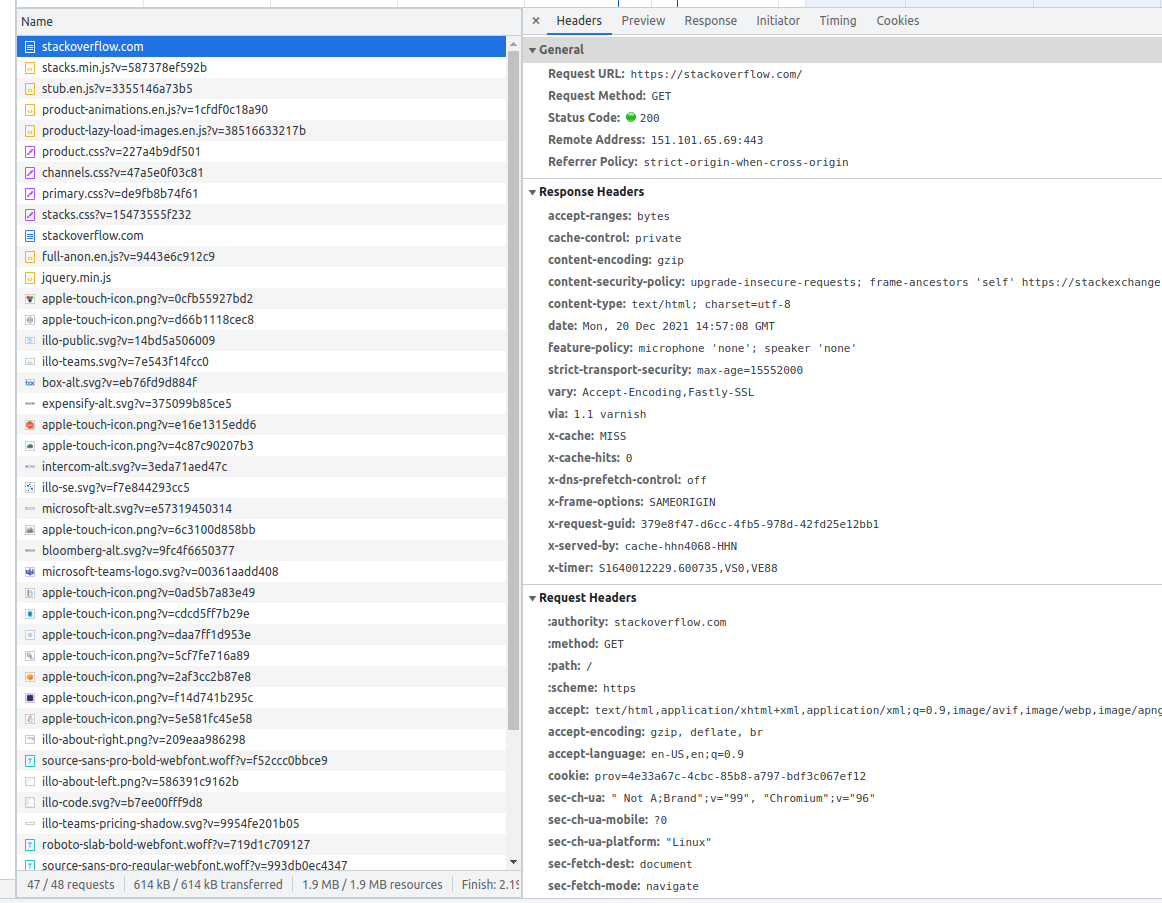 Name
stackoverflow.com
stacks.min.js?v=587378ef592b
stub.en.js?v=3355146a73b5
product-animations.en.js?v=1cfdf0c18a90
product-lazy-load-images.en.js?v=38516633217b
product.css?v=227a4b9df501
channels.css?v=47a5e0f03c81
primary.css?v=de9fb8b74f61
stacks.css?v=15473555f232
stackoverflow.com
full-anon.en.js?v=9443e6c912c9
jquery.min.js
apple-touch-icon.png?v=0cfb55927bd2
apple-touch-icon.png?v=d66b1118cec8
illo-public.svg?v=14bd5a506009
illo-teams.svg?v=7e543f14fcc0
box-alt.svg?v=eb76fd9d884f
expensify-alt.svg?v=375099b85ce5
apple-touch-icon.png?v=e16e1315edd6
apple-touch-icon.png?v=4c87c90207b3
intercom-alt.svg?v=3eda71aed47c
illo-se.svg?v=f7e844293cc5
microsoft-alt.svg?v=e57319450314
apple-touch-icon.png?v=6c3100d858bb
bloomberg-alt.svg?v=9fc4f6650377
microsoft-teams-logo.svg?v=00361aadd408
apple-touch-icon.png?v=0ad5b7a83e49
apple-touch-icon.png?v=cdcd5ff7b29e
apple-touch-icon.png?v=daa7ff1d953e
apple-touch-icon.png?v=5cf7fe716a89
apple-touch-icon.png?v=2af3cc2b87e8
apple-touch-icon.png?v=f14d741b295c
apple-touch-icon.png?v=5e581fc45e58
illo-about-right.png?v=209eaa986298
source-sans-pro-bold-webfont.woff?v=f52ccc0bbce9
illo-about-left.png?v=586391c9162b
illo-code.svg?v=b7ee00fff9d8
illo-teams-pricing-shadow.svg?v=9954fe201b05
roboto-slab-bold-webfont.woff?v=719d1c709127
source-sans-pro-regular-webfont.woff?v=993db0ec4347
47 / 48 requests 614 kB / 614 kB transferred 1.9 MB / 1.9 MB resources Finish: 2.19
Headers Preview Response Initiator Timing Cookies
General
Request URL: https://stackoverflow.com/
Request Method: GET
Status Code: 200
Remote Address: 151.101.65.69:443
Referrer Policy: strict-origin-when-cross-origin
Response Headers
accept-ranges: bytes
cache-control: private
content-encoding: gzip
content-security-policy: upgrade-insecure-requests; frame-ancestors 'self' https://stackexchange
content-type: text/html; charset=utf-8
date: Mon, 20 Dec 2021 14:57:08 GMT
feature-policy: microphone 'none'; speaker 'none'
strict-transport-security: max-age=15552000
vary: Accept-Encoding,Fastly-SSL
via: 1.1 varnish
x-cache: MISS
x-cache-hits: 0
x-dns-prefetch-control: off
x-frame-options: SAMEORIGIN
x-request-guid: 379e8f47-d6cc-4fb5-978d-42fd25e12bb1
x-served-by: cache-hhn4068-HHN
x-timer: S1640012229.600735,VS0,VE88
Request Headers
:authority: stackoverflow.com
:method: GET
:path: /
:scheme: https
accept: text/html,application/xhtml+xml,application/xml;q=0.9,image/avif,image/webp,image/apng
accept-encoding: gzip, deflate, br
accept-language: en-US,en;q=0.9
cookie: prov=4e33a67c-4cbc-85b8-a797-bdf3c067ef12
sec-ch-ua: " Not A;Brand";v="99", "Chromium";v="96"
sec-ch-ua-mobile: ?0
sec-ch-ua-platform: "Linux"
sec-fetch-dest: document
sec-fetch-mode: navigate